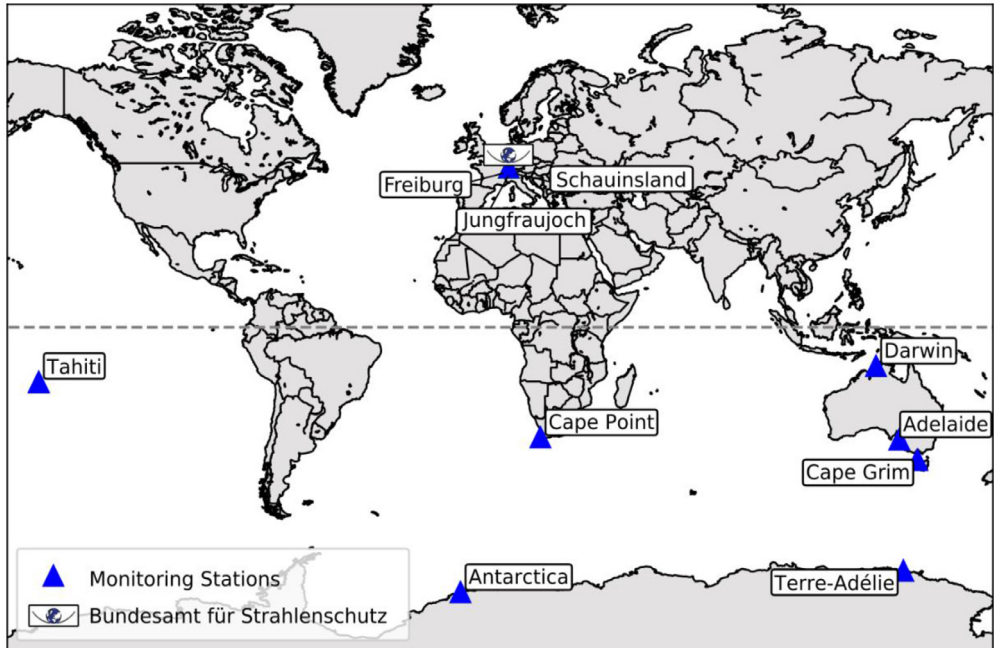 Freiburg
Schauinsland
Jungfraujoch
Darwin
Tahiti
Cape Point
Adelaide
Cape Grim
Antarctica
Terre-Adélie
Monitoring Stations
Bundesamt für Strahlenschutz